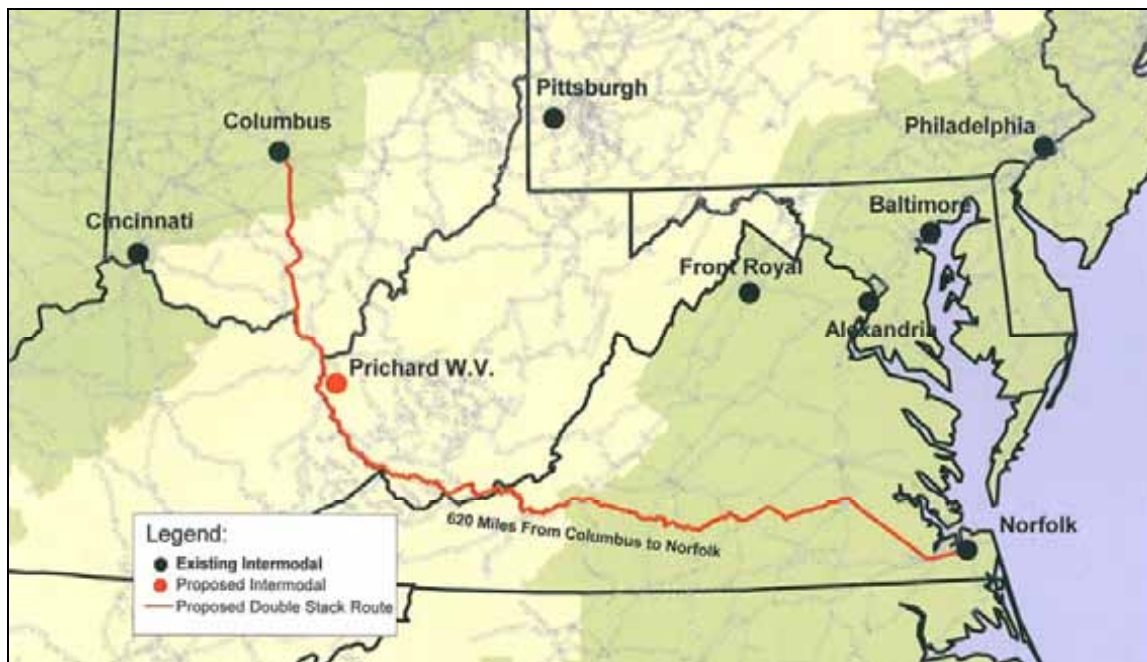 Pittsburgh
Columbus
Philadelphia
Cincinnati
Baltimore
Front Royal
Alexandria
Prichard W.V.
620 Miles From Columbus to Norfolk
Norfolk
Legend:
Existing Intermodal
Proposed Intermodal
Proposed Double Stack Route